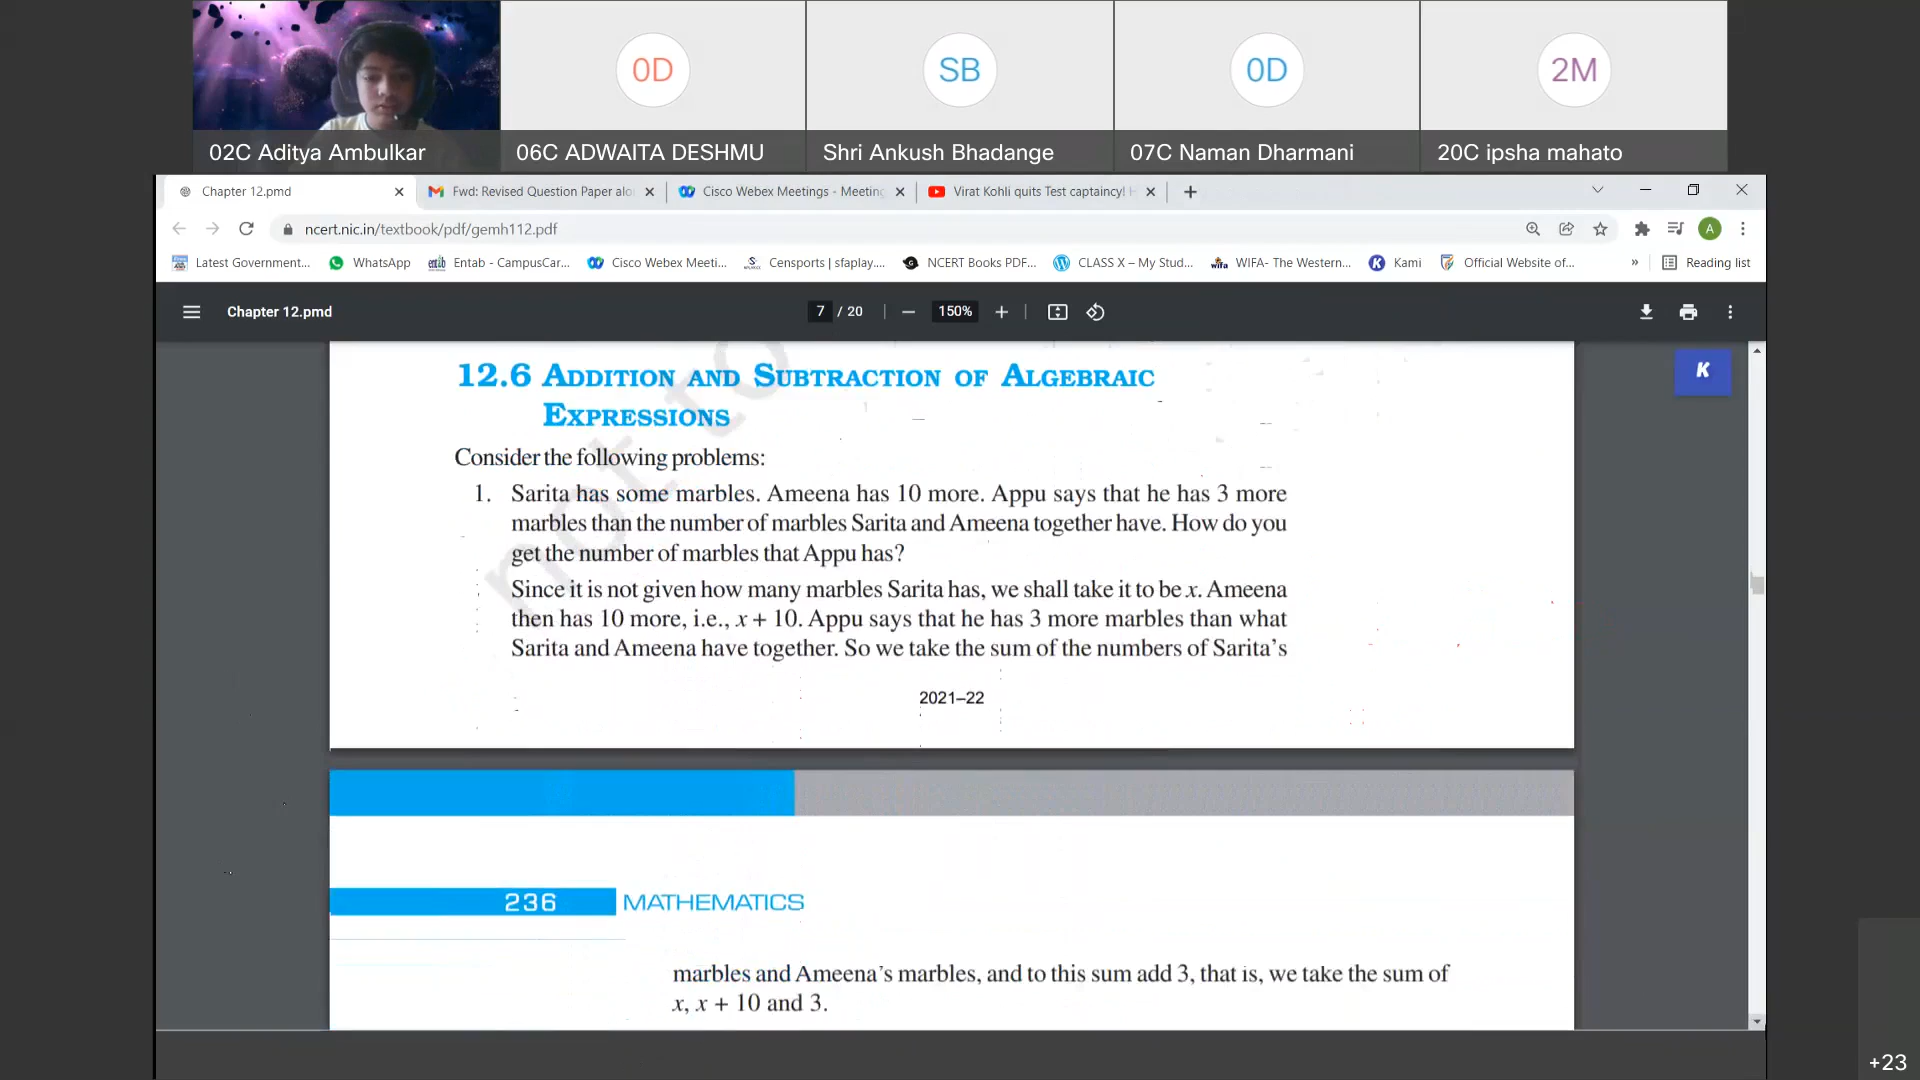 0D
SB
0D
2M
02C Aditya Ambulkar
06C ADWAITA DESHMU
Shri Ankush Bhadange
07C Naman Dharmani
20C ipsha mahato
Chapter 12.pmd
Fwd: Revised Question Paper alo
Cisco Webex Meetings - Meeting
Virat Kohli quits Test captaincy! H
ncert.nic.in/textbook/pdf/gemh112.pdf
A
Latest Government...
WhatsApp
Entab - CampusCar...
Cisco Webex Meeti...
Censports | sfaplay....
NCERT Books PDF...
CLASS X – My Stud...
WIFA- The Western...
Kami
Official Website of...
»
Reading list
Chapter 12.pmd
7 / 20
150%
K
12.6 ADDITION AND SUBTRACTION OF ALGEBRAIC
EXPRESSIONS
not to
Consider the following problems:
1. Sarita has some marbles. Ameena has 10 more. Appu says that he has 3 more
marbles than the number of marbles Sarita and Ameena together have. How do you
get the number of marbles that Appu has?
Since it is not given how many marbles Sarita has, we shall take it to be x. Ameena
then has 10 more, i.e., x + 10. Appu says that he has 3 more marbles than what
Sarita and Ameena have together. So we take the sum of the numbers of Sarita's
2021–22
236 MATHEMATICS
marbles and Ameena's marbles, and to this sum add 3, that is, we take the sum of
x, x + 10 and 3.
+23